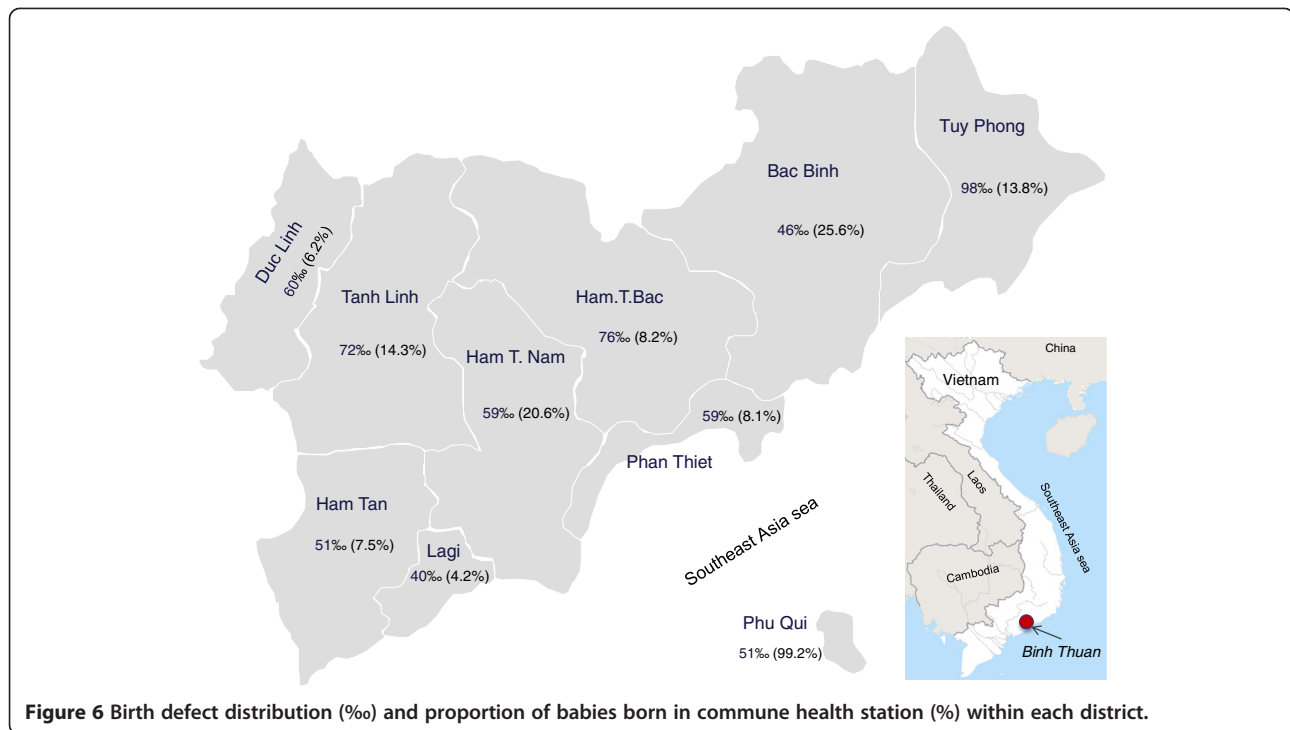 Tuy Phong
98‰ (13.8%)
Bac Binh
46‰ (25.6%)
Duc Linh
60‰ (6.2%)
Tanh Linh
72‰ (14.3%)
Ham.T.Bac
76‰ (8.2%)
Ham T. Nam
59‰ (20.6%)
59‰ (8.1%)
Phan Thiet
Ham Tan
51‰ (7.5%)
Lagi
40‰ (4.2%)
Southeast Asia sea
Phu Qui
51‰ (99.2%)
China
Vietnam
Laos
Thailand
Southeast Asia sea
Cambodia
Binh Thuan
Figure 6 Birth defect distribution (‰) and proportion of babies born in commune health station (%) within each district.